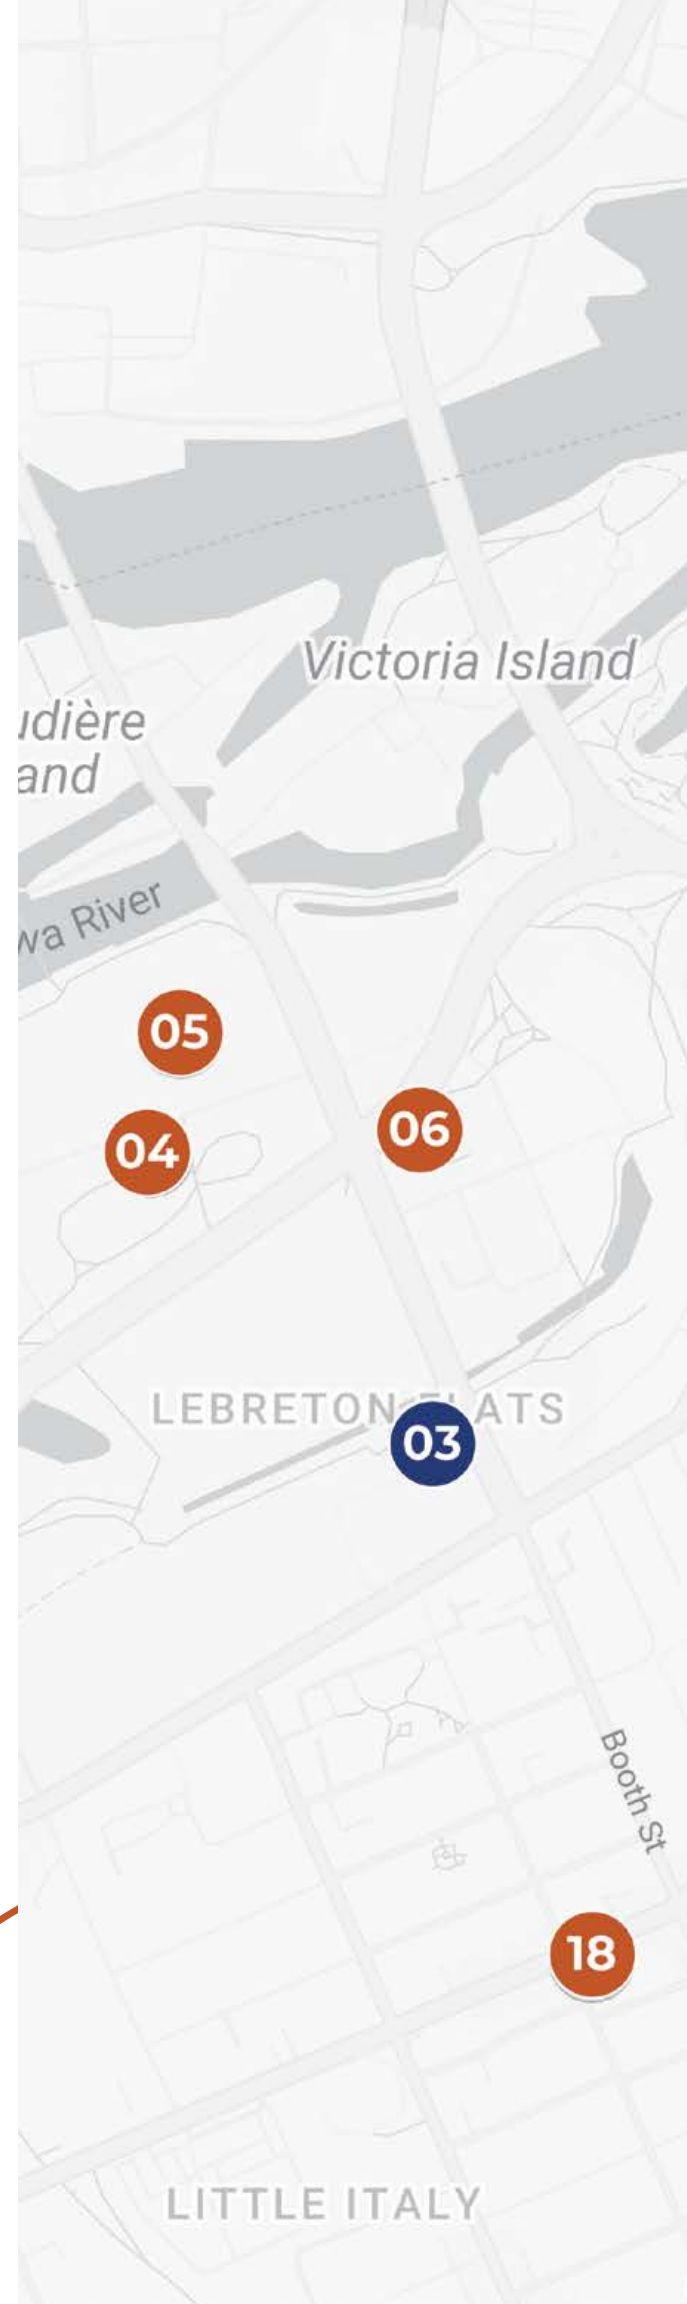 Victoria Island
udière
and
wa River
05
06
04
LEBRETON FLATS
03
Booth St
18
LITTLE ITALY